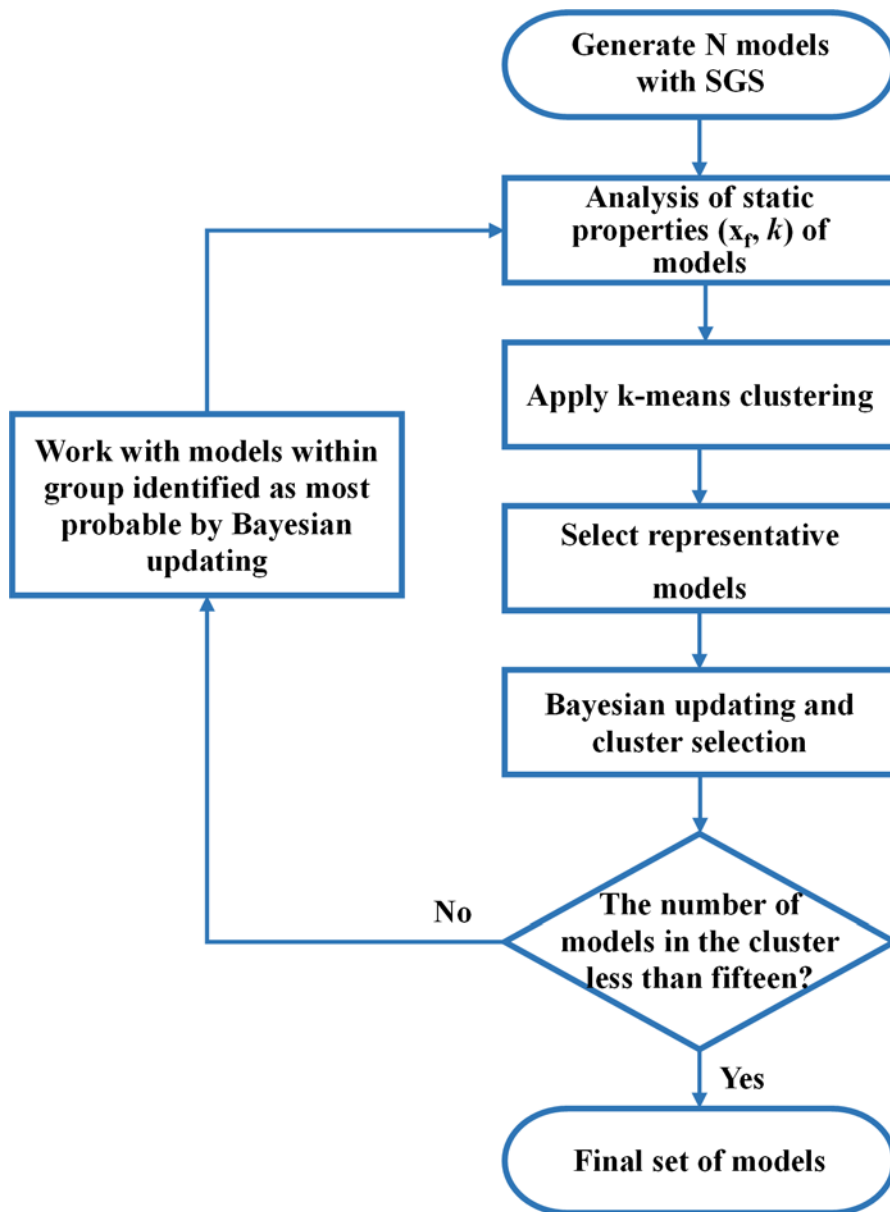 Generate N models
with SGS
Analysis of static
properties (x_f, k) of
models
Apply k-means clustering
Work with models within
group identified as most
probable by Bayesian
updating
Select representative
models
Bayesian updating and
cluster selection
No
The number of
models in the cluster
less than fifteen?
Yes
Final set of models